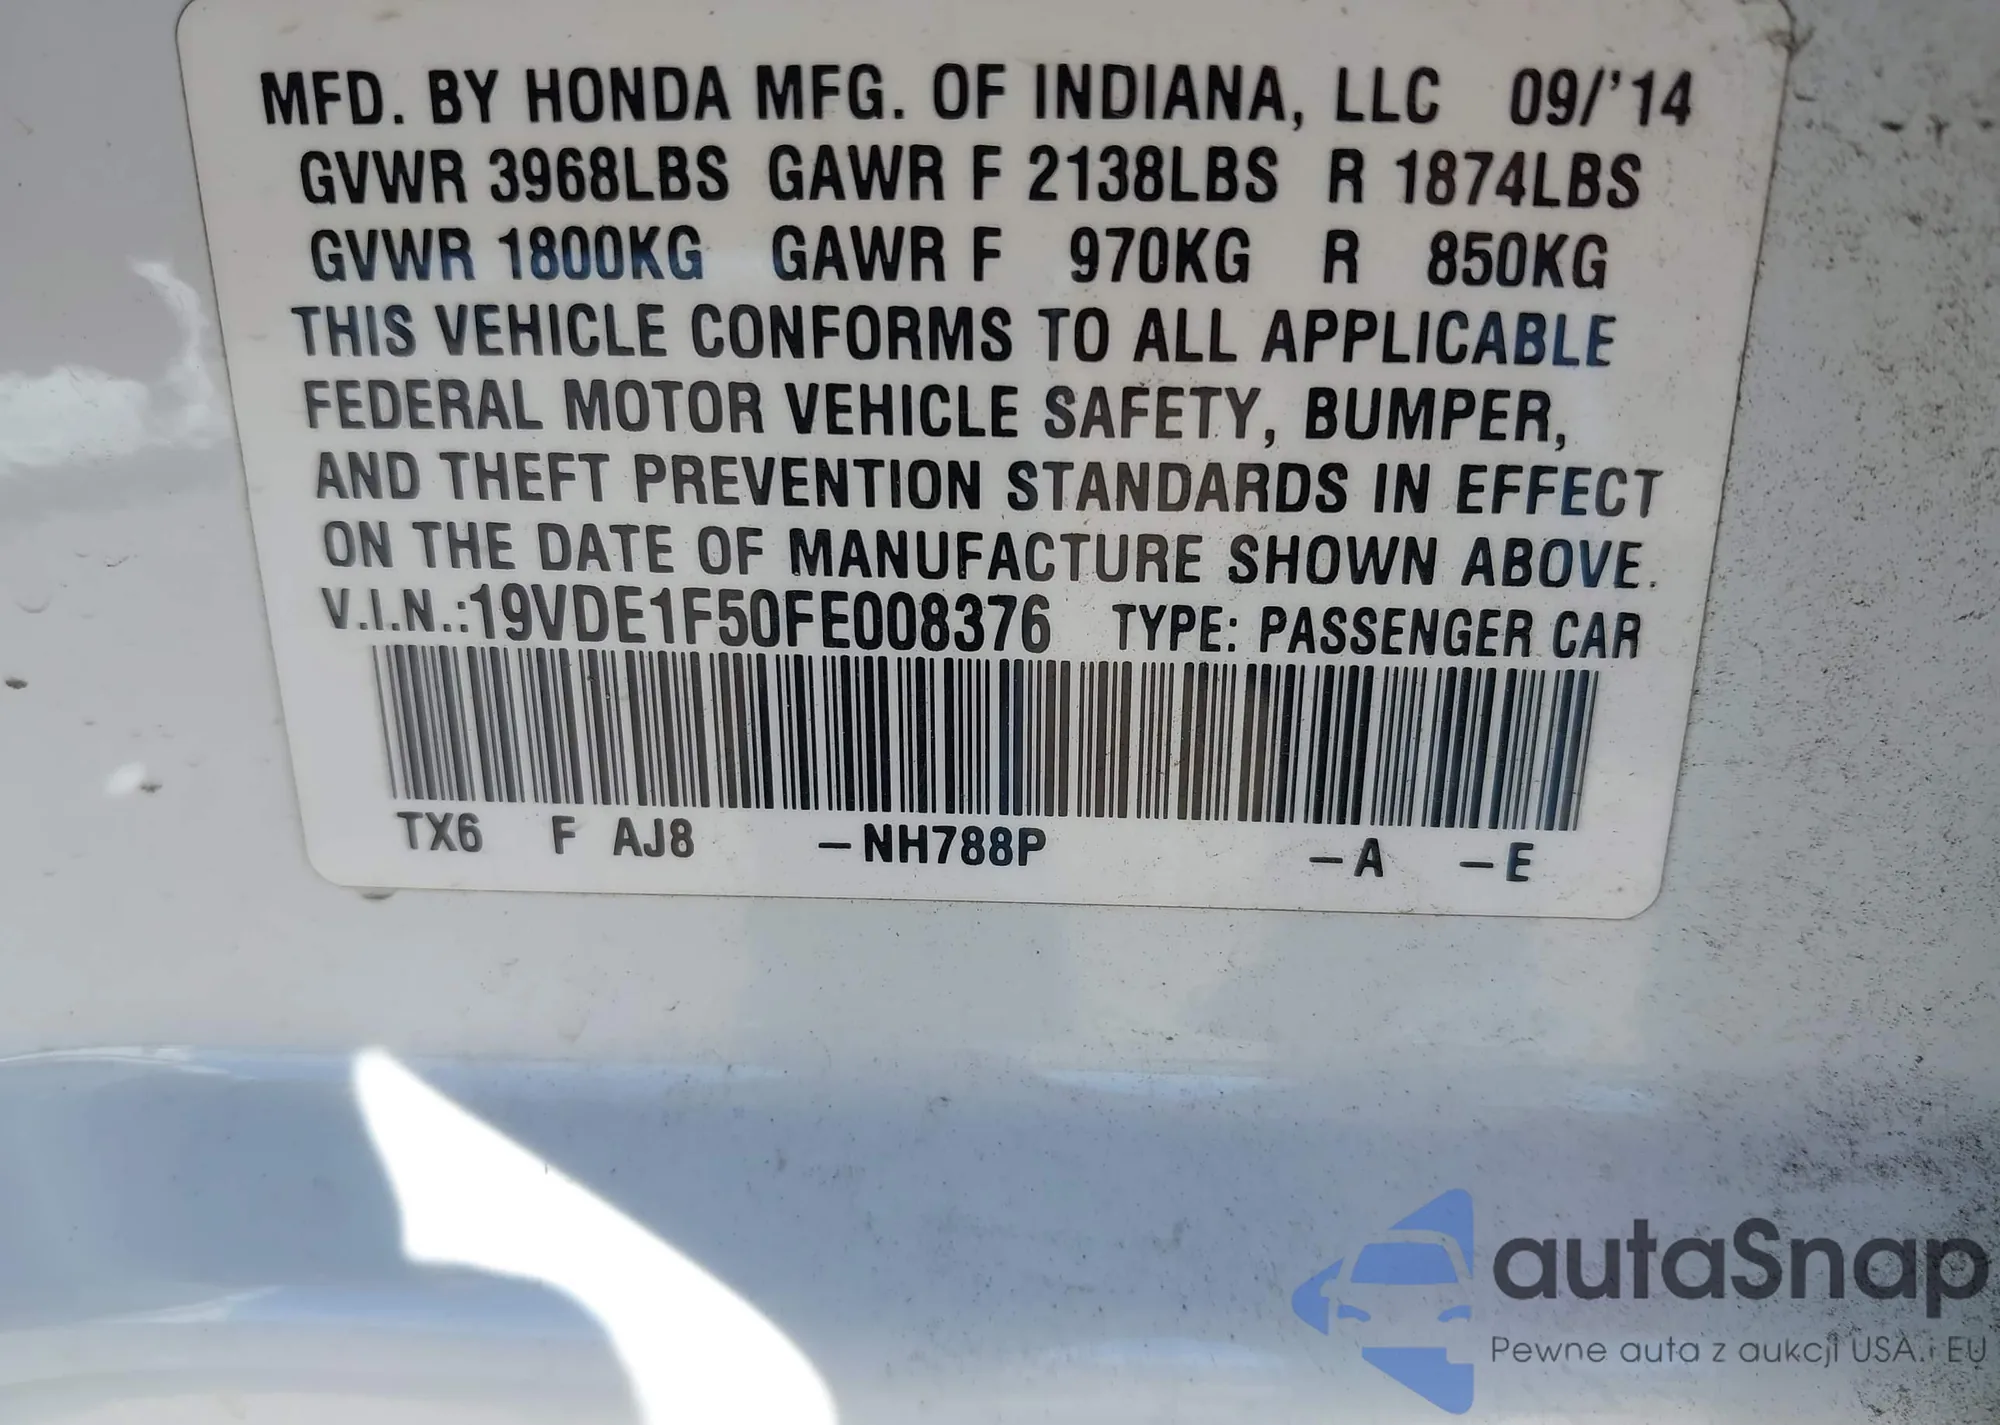 MFD. BY HONDA MFG. OF INDIANA, LLC 09/'14
GVWR 3968LBS GAWR F 2138LBS R 1874LBS
GVWR 1800KG GAWR F 970KG R 850KG
THIS VEHICLE CONFORMS TO ALL APPLICABLE
FEDERAL MOTOR VEHICLE SAFETY, BUMPER,
AND THEFT PREVENTION STANDARDS IN EFFECT
ON THE DATE OF MANUFACTURE SHOWN ABOVE.
V.I.N.:19VDE1F50FE008376 TYPE: PASSENGER CAR
TX6 F AJ8 –NH788P –A –E
autaSnap
Pewne auta z aukcji USA i EU